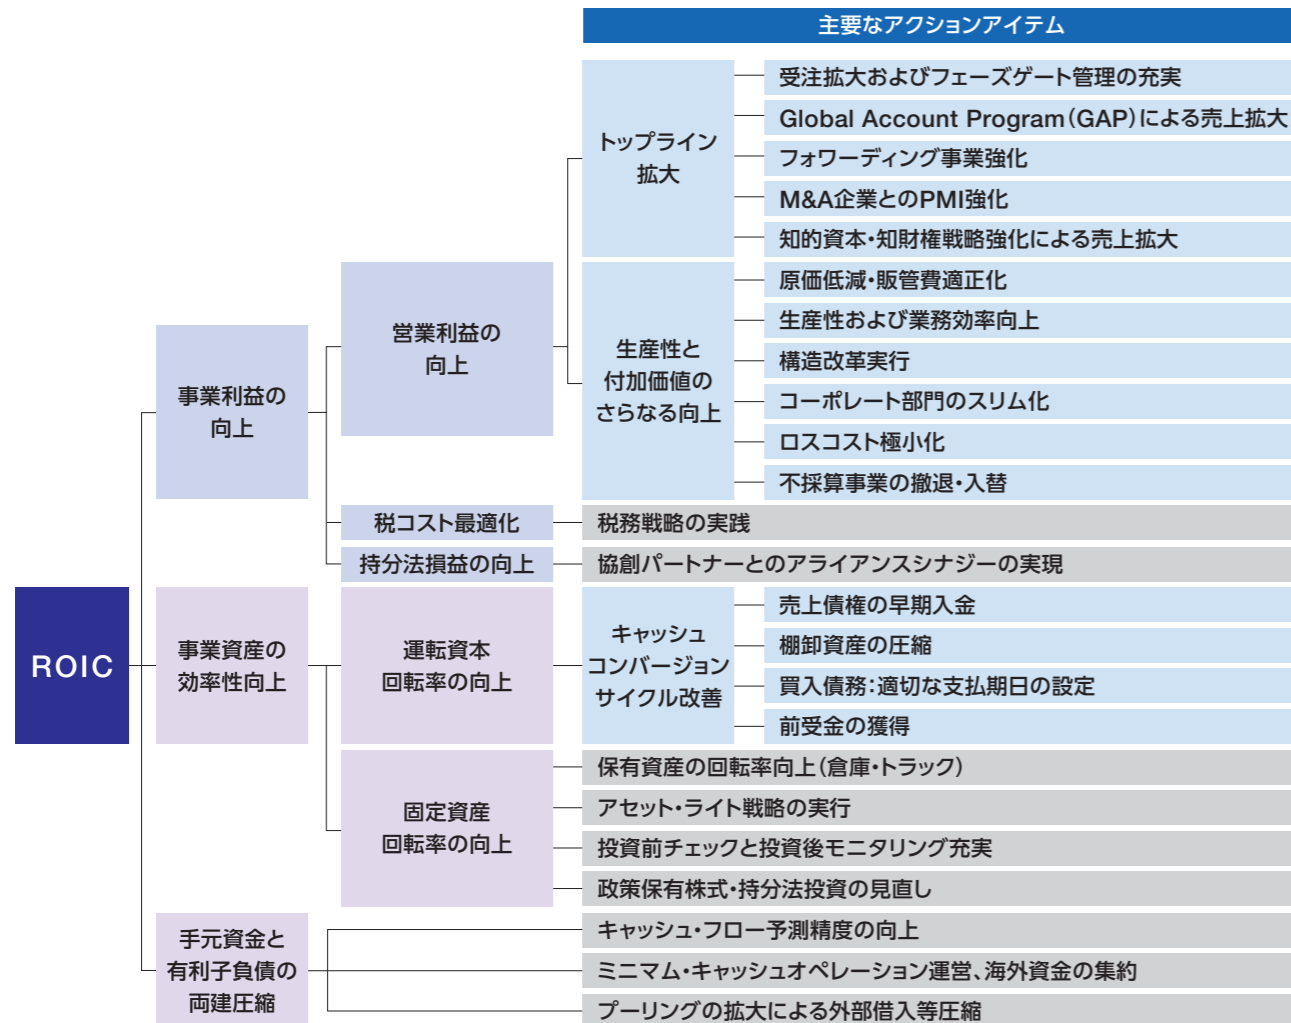 主要なアクションアイテム
ROIC
事業利益の
向上
営業利益の
向上
トップライン
拡大
受注拡大およびフェーズゲート管理の充実
Global Account Program（GAP）による売上拡大
フォワーディング事業強化
M&A企業とのPMI強化
知的資本・知財権戦略強化による売上拡大
生産性と
付加価値の
さらなる向上
原価低減・販管費適正化
生産性および業務効率向上
構造改革実行
コーポレート部門のスリム化
ロスコスト極小化
不採算事業の撤退・入替
税コスト最適化
税務戦略の実践
持分法損益の向上
協創パートナーとのアライアンスシナジーの実現
事業資産の
効率性向上
運転資本
回転率の向上
キャッシュ
コンバージョン
サイクル改善
売上債権の早期入金
棚卸資産の圧縮
買入債務：適切な支払期日の設定
前受金の獲得
固定資産
回転率の向上
保有資産の回転率向上（倉庫・トラック）
アセット・ライト戦略の実行
投資前チェックと投資後モニタリング充実
政策保有株式・持分法投資の見直し
手元資金と
有利子負債の
両建圧縮
キャッシュ・フロー予測精度の向上
ミニマム・キャッシュオペレーション運営、海外資金の集約
プーリングの拡大による外部借入等圧縮